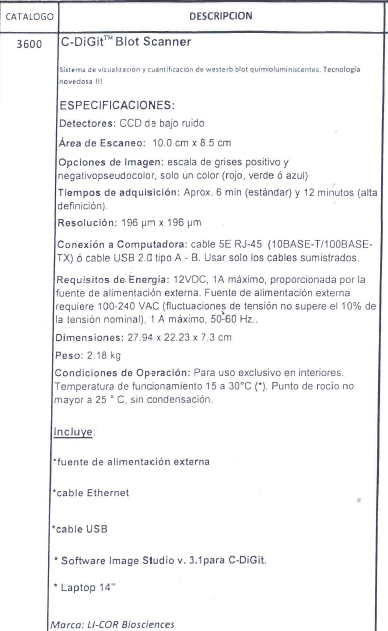 CATALOGO
DESCRIPCION
3600
C-DiGit™ Blot Scanner
Sistema de visualización y cuantificación de westerb blot quimioluminiscentes. Tecnología
novedosa !!!
ESPECIFICACIONES:
Detectores: CCD de bajo ruido
Área de Escaneo: 10.0 cm x 8.5 cm
Opciones de Imagen: escala de grises positivo y
negativopseudocolor, solo un color (rojo, verde ó azul)
Tiempos de adquisición: Aprox. 6 min (estándar) y 12 minutos (alta
definición).
Resolución: 196 µm x 196 µm
Conexión a Computadora: cable 5E RJ-45 (10BASE-T/100BASE-
TX) ó cable USB 2.0 tipo A - B. Usar solo los cables sumistrados.
Requisitos de Energía: 12VDC, 1A máximo, proporcionada por la
fuente de alimentación externa. Fuente de alimentación externa
requiere 100-240 VAC (fluctuaciones de tensión no supere el 10% de
la tensión nominal), 1 A máximo, 50-60 Hz..
Dimensiones: 27.94 x 22.23 x 7.3 cm
Peso: 2.18 kg
Condiciones de Operación: Para uso exclusivo en interiores.
Temperatura de funcionamiento 15 a 30°C (*). Punto de rocío no
mayor a 25 ° C, sin condensación.
Incluye:
*fuente de alimentación externa
*cable Ethernet
*cable USB
* Software Image Studio v. 3.1para C-DiGit.
* Laptop 14"
Marca: LI-COR Biosciences